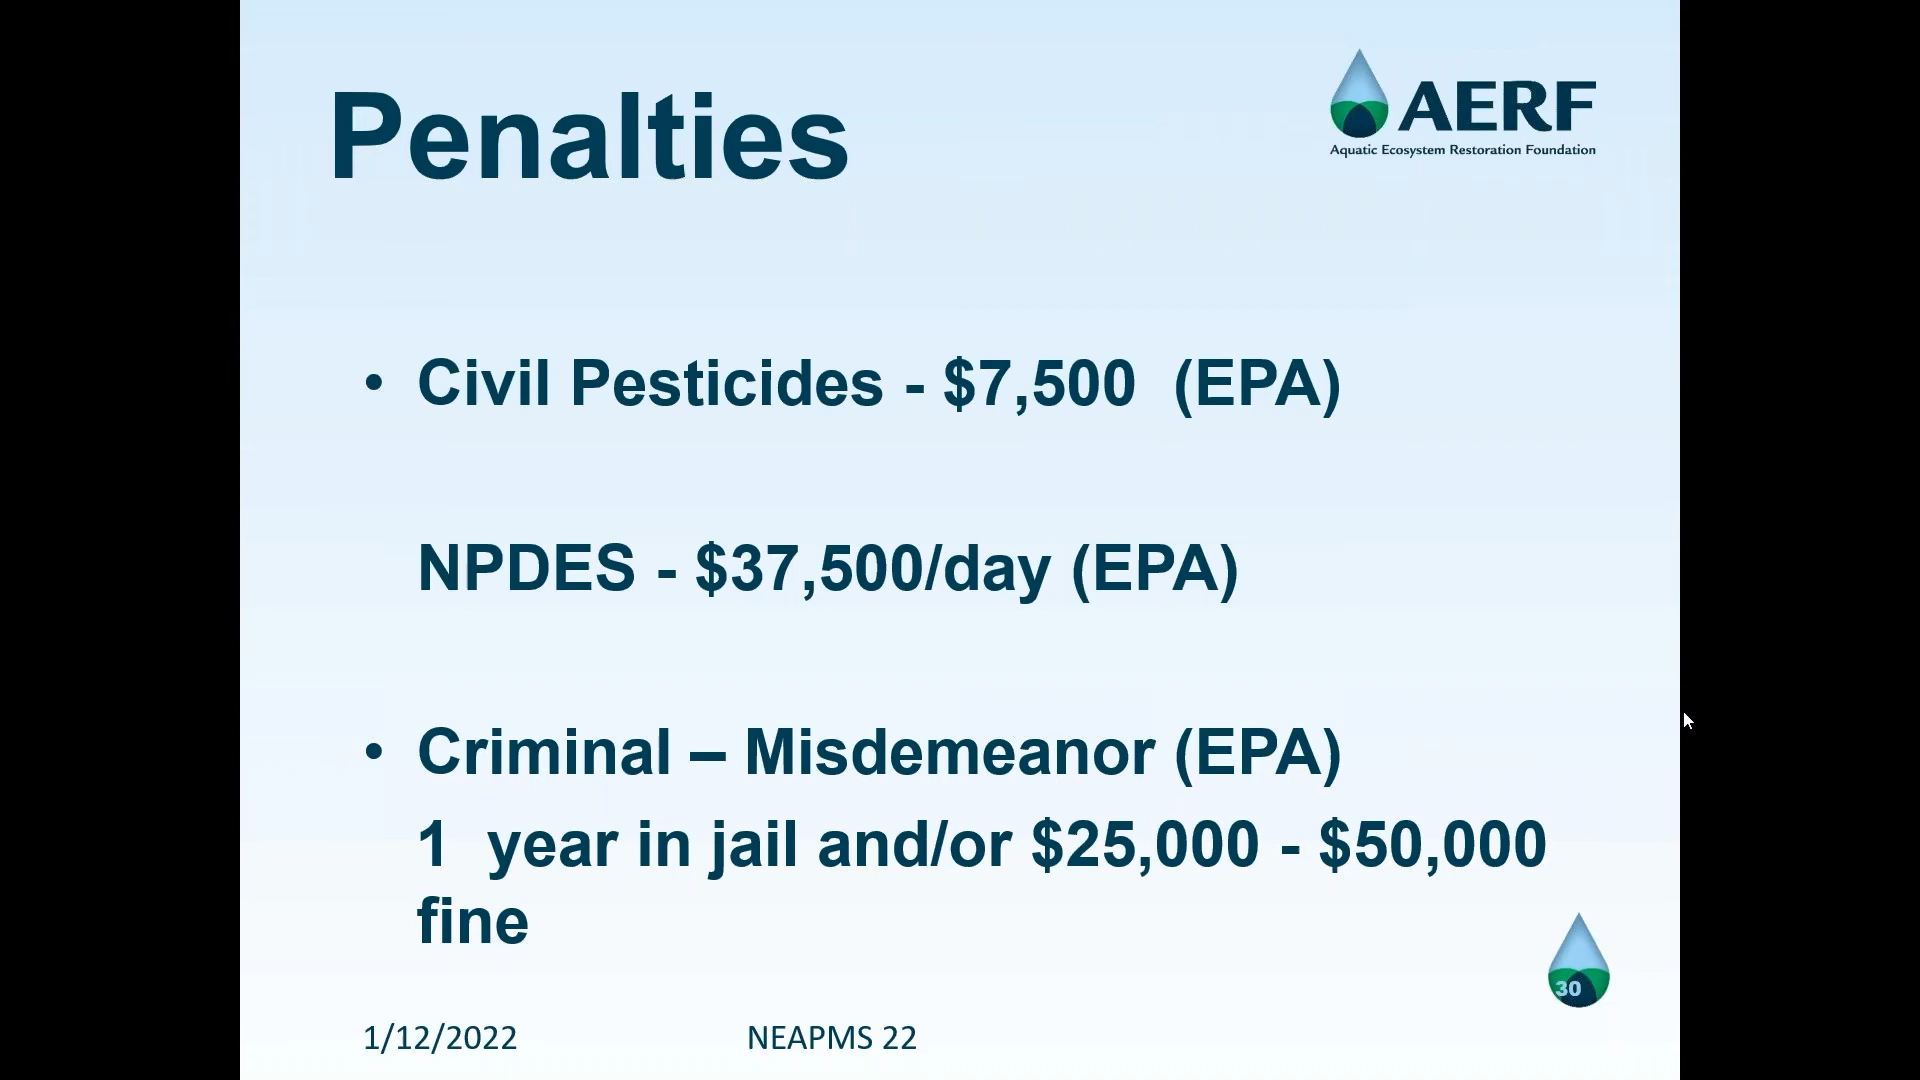 Penalties
AERF
Aquatic Ecosystem Restoration Foundation
• Civil Pesticides - $7,500 (EPA)
NPDES - $37,500/day (EPA)
• Criminal – Misdemeanor (EPA)
1 year in jail and/or $25,000 - $50,000
fine
30
1/12/2022
NEAPMS 22